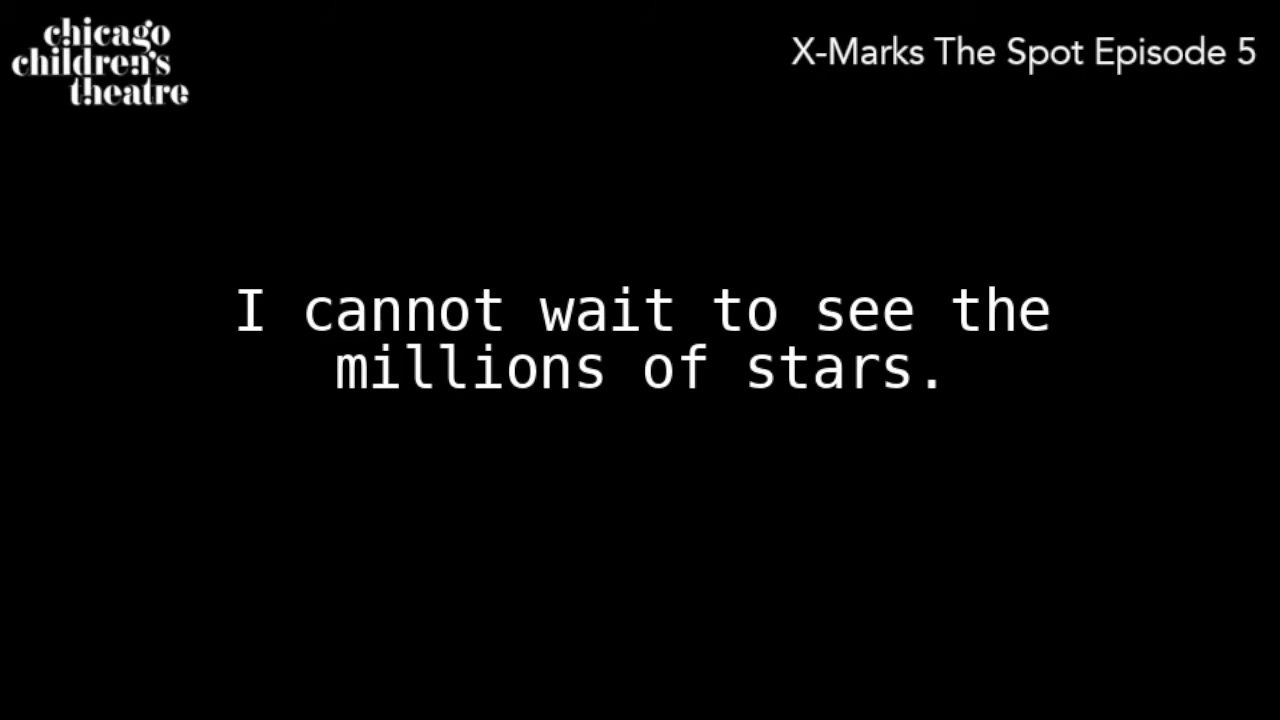 chicago
children's
theatre
X-Marks The Spot Episode 5
I cannot wait to see the
millions of stars.